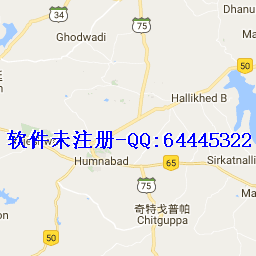 Dhanu
34
75
Ghodwadi
Ma
50
Hallikhed B
软件未注册-QQ:64445322
Humnabad
65
Sirkatnalli
75
奇特戈普帕
Chitguppa
Ma
on
50